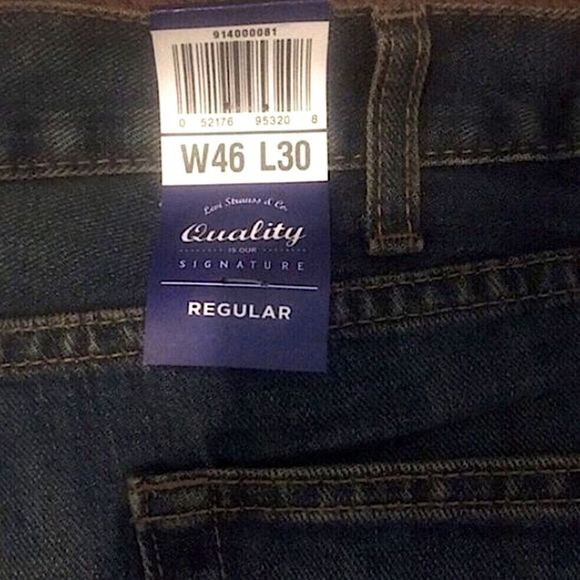 914000081
0 52176 95320 8
W46 L30
Levi Strauss & Co.
Quality
IS OUR
SIGNATURE
REGULAR